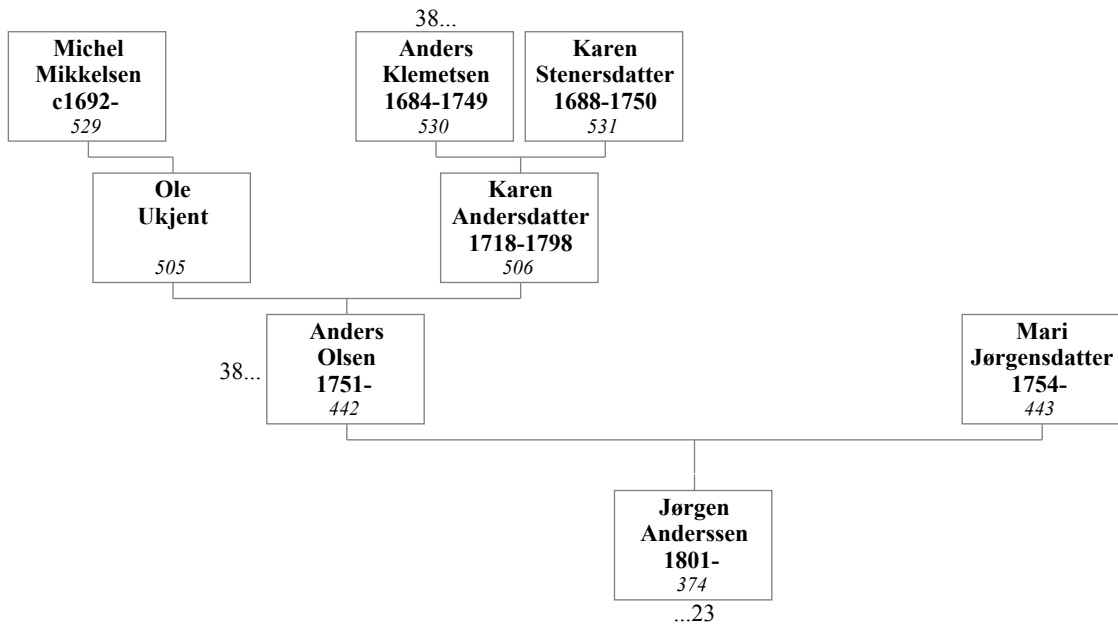 38...
Michel
Mikkelsen
c1692-
529
Anders
Klemetsen
1684-1749
530
Karen
Stenersdatter
1688-1750
531
Ole
Ukjent
505
Karen
Andersdatter
1718-1798
506
38...
Anders
Olsen
1751-
442
Mari
Jørgensdatter
1754-
443
Jørgen
Anderssen
1801-
374
...23